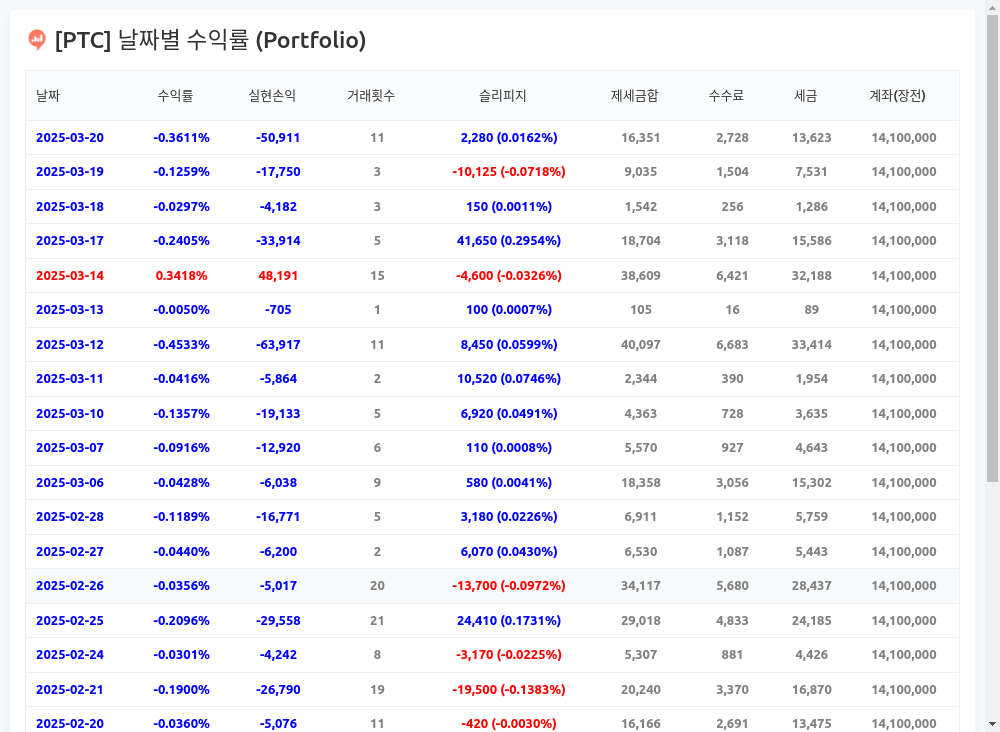 [PTC] 날짜별 수익률 (Portfolio)
날짜 수익률 실현손익 거래횟수 슬리피지 제세금합 수수료 세금 계좌(장전)
2025-03-20 -0.3611% -50,911 11 2,280 (0.0162%) 16,351 2,728 13,623 14,100,000
2025-03-19 -0.1259% -17,750 3 -10,125 (-0.0718%) 9,035 1,504 7,531 14,100,000
2025-03-18 -0.0297% -4,182 3 150 (0.0011%) 1,542 256 1,286 14,100,000
2025-03-17 -0.2405% -33,914 5 41,650 (0.2954%) 18,704 3,118 15,586 14,100,000
2025-03-14 0.3418% 48,191 15 -4,600 (-0.0326%) 38,609 6,421 32,188 14,100,000
2025-03-13 -0.0050% -705 1 100 (0.0007%) 105 16 89 14,100,000
2025-03-12 -0.4533% -63,917 11 8,450 (0.0599%) 40,097 6,683 33,414 14,100,000
2025-03-11 -0.0416% -5,864 2 10,520 (0.0746%) 2,344 390 1,954 14,100,000
2025-03-10 -0.1357% -19,133 5 6,920 (0.0491%) 4,363 728 3,635 14,100,000
2025-03-07 -0.0916% -12,920 6 110 (0.0008%) 5,570 927 4,643 14,100,000
2025-03-06 -0.0428% -6,038 9 580 (0.0041%) 18,358 3,056 15,302 14,100,000
2025-02-28 -0.1189% -16,771 5 3,180 (0.0226%) 6,911 1,152 5,759 14,100,000
2025-02-27 -0.0440% -6,200 2 6,070 (0.0430%) 6,530 1,087 5,443 14,100,000
2025-02-26 -0.0356% -5,017 20 -13,700 (-0.0972%) 34,117 5,680 28,437 14,100,000
2025-02-25 -0.2096% -29,558 21 24,410 (0.1731%) 29,018 4,833 24,185 14,100,000
2025-02-24 -0.0301% -4,242 8 -3,170 (-0.0225%) 5,307 881 4,426 14,100,000
2025-02-21 -0.1900% -26,790 19 -19,500 (-0.1383%) 20,240 3,370 16,870 14,100,000
2025-02-20 -0.0360% -5,076 11 -420 (-0.0030%) 16,166 2,691 13,475 14,100,000